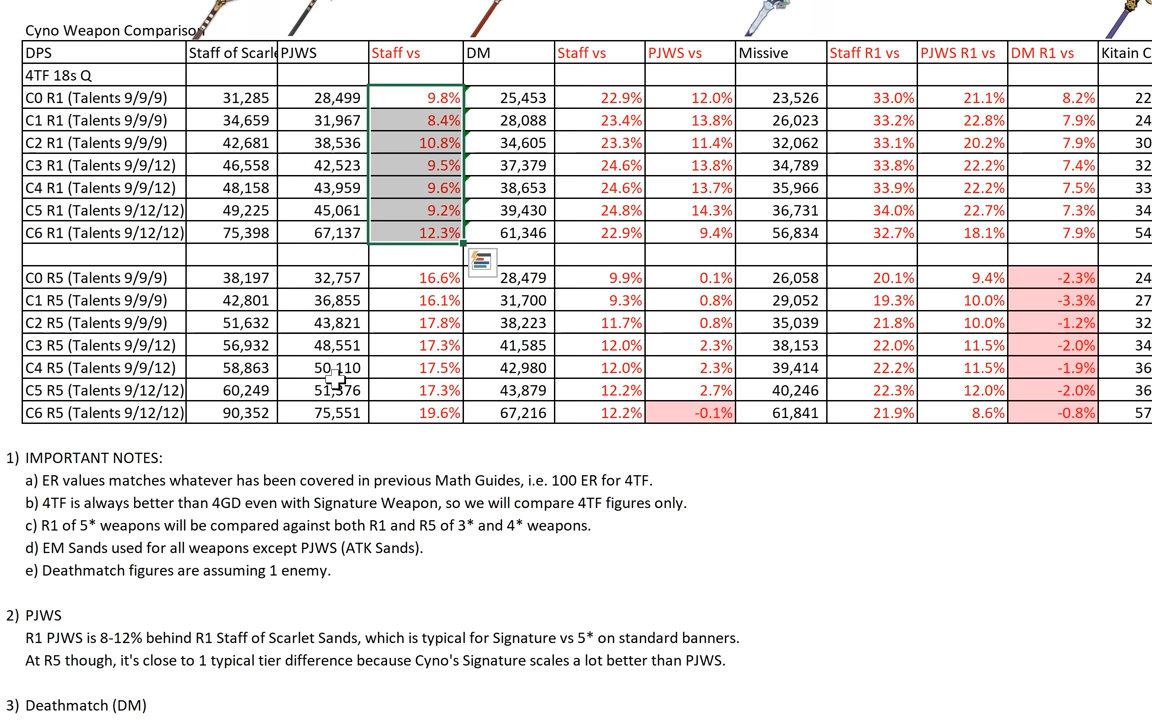 Cyno Weapon Comparison
DPS Staff of Scarle PJWS Staff vs DM Staff vs PJWS vs Missive Staff R1 vs PJWS R1 vs DM R1 vs Kitain C
4TF 18s Q
C0 R1 (Talents 9/9/9) 31,285 28,499 9.8% 25,453 22.9% 12.0% 23,526 33.0% 21.1% 8.2% 22
C1 R1 (Talents 9/9/9) 34,659 31,967 8.4% 28,088 23.4% 13.8% 26,023 33.2% 22.8% 7.9% 24
C2 R1 (Talents 9/9/9) 42,681 38,536 10.8% 34,605 23.3% 11.4% 32,062 33.1% 20.2% 7.9% 30
C3 R1 (Talents 9/9/12) 46,558 42,523 9.5% 37,379 24.6% 13.8% 34,789 33.8% 22.2% 7.4% 32
C4 R1 (Talents 9/9/12) 48,158 43,959 9.6% 38,653 24.6% 13.7% 35,966 33.9% 22.2% 7.5% 33
C5 R1 (Talents 9/12/12) 49,225 45,061 9.2% 39,430 24.8% 14.3% 36,731 34.0% 22.7% 7.3% 34
C6 R1 (Talents 9/12/12) 75,398 67,137 12.3% 61,346 22.9% 9.4% 56,834 32.7% 18.1% 7.9% 54
C0 R5 (Talents 9/9/9) 38,197 32,757 16.6% 28,479 9.9% 0.1% 26,058 20.1% 9.4% -2.3% 24
C1 R5 (Talents 9/9/9) 42,801 36,855 16.1% 31,700 9.3% 0.8% 29,052 19.3% 10.0% -3.3% 27
C2 R5 (Talents 9/9/9) 51,632 43,821 17.8% 38,223 11.7% 0.8% 35,039 21.8% 10.0% -1.2% 32
C3 R5 (Talents 9/9/12) 56,932 48,551 17.3% 41,585 12.0% 2.3% 38,153 22.0% 11.5% -2.0% 34
C4 R5 (Talents 9/9/12) 58,863 50,110 17.5% 42,980 12.0% 2.3% 39,414 22.2% 11.5% -1.9% 36
C5 R5 (Talents 9/12/12) 60,249 51,376 17.3% 43,879 12.2% 2.7% 40,246 22.3% 12.0% -2.0% 36
C6 R5 (Talents 9/12/12) 90,352 75,551 19.6% 67,216 12.2% -0.1% 61,841 21.9% 8.6% -0.8% 57
1) IMPORTANT NOTES:
a) ER values matches whatever has been covered in previous Math Guides, i.e. 100 ER for 4TF.
b) 4TF is always better than 4GD even with Signature Weapon, so we will compare 4TF figures only.
c) R1 of 5* weapons will be compared against both R1 and R5 of 3* and 4* weapons.
d) EM Sands used for all weapons except PJWS (ATK Sands).
e) Deathmatch figures are assuming 1 enemy.
2) PJWS
R1 PJWS is 8-12% behind R1 Staff of Scarlet Sands, which is typical for Signature vs 5* on standard banners.
At R5 though, it's close to 1 typical tier difference because Cyno's Signature scales a lot better than PJWS.
3) Deathmatch (DM)